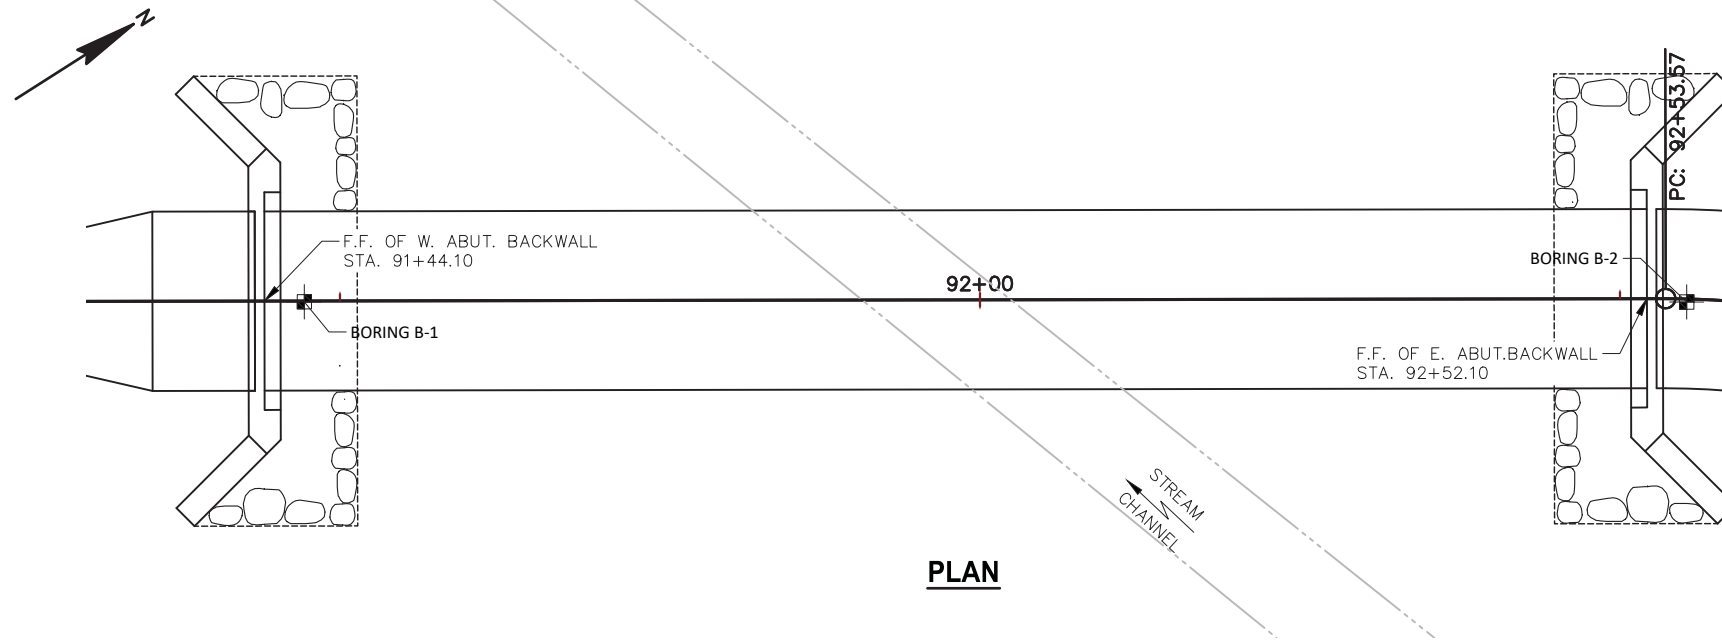 N
PC: 92+53.57
F.F. OF W. ABUT. BACKWALL
STA. 91+44.10
BORING B-2
92+00
BORING B-1
F.F. OF E. ABUT.BACKWALL
STA. 92+52.10
STREAM
CHANNEL
PLAN